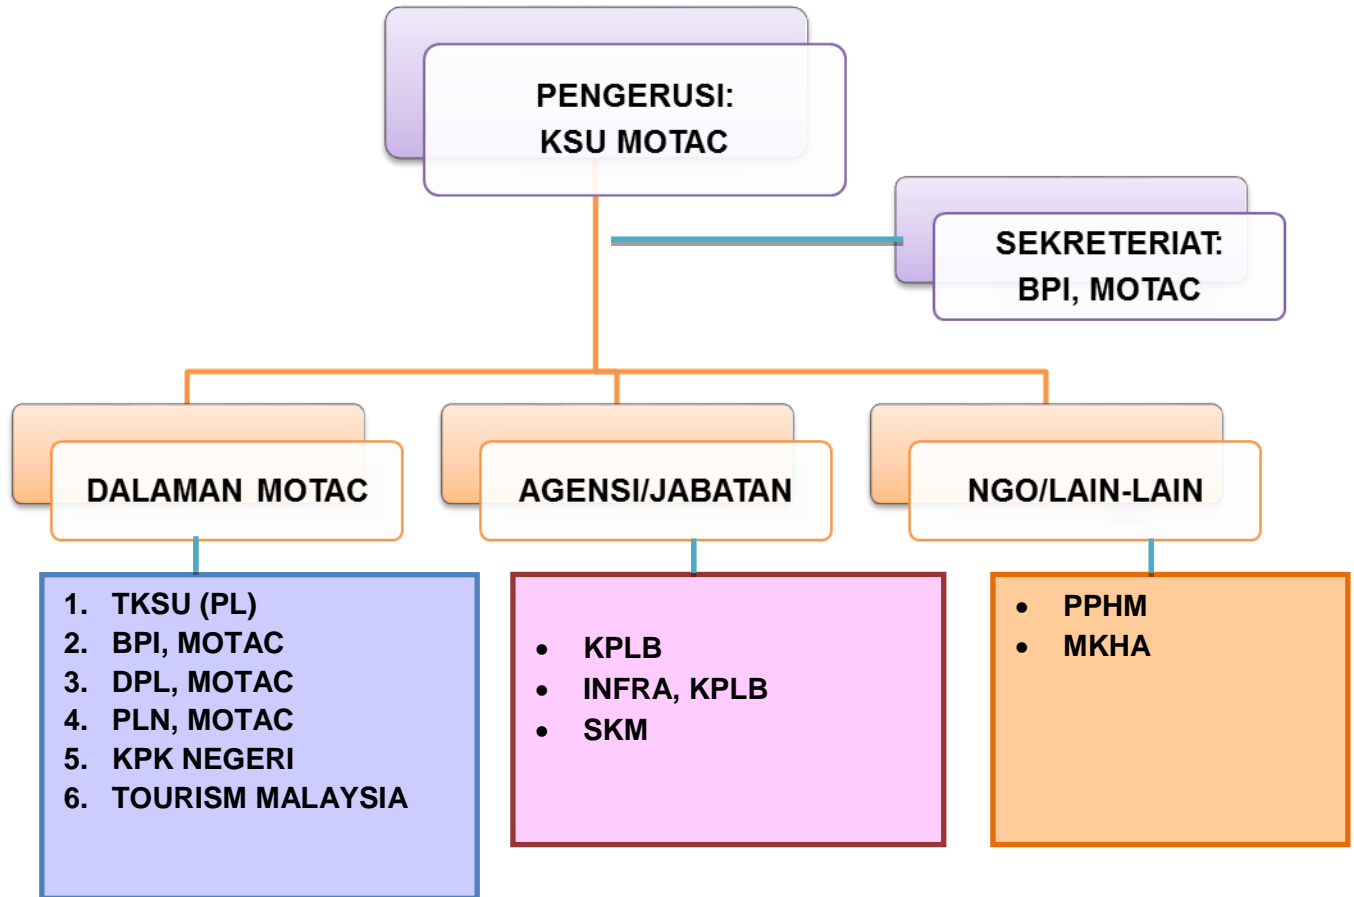 PENGERUSI:
KSU MOTAC
SEKRETERIAT:
BPI, MOTAC
DALAMAN MOTAC
AGENSI/JABATAN
NGO/LAIN-LAIN
1. TKSU (PL)
2. BPI, MOTAC
3. DPL, MOTAC
4. PLN, MOTAC
5. KPK NEGERI
6. TOURISM MALAYSIA
• KPLB
• INFRA, KPLB
• SKM
• PPHM
• MKHA